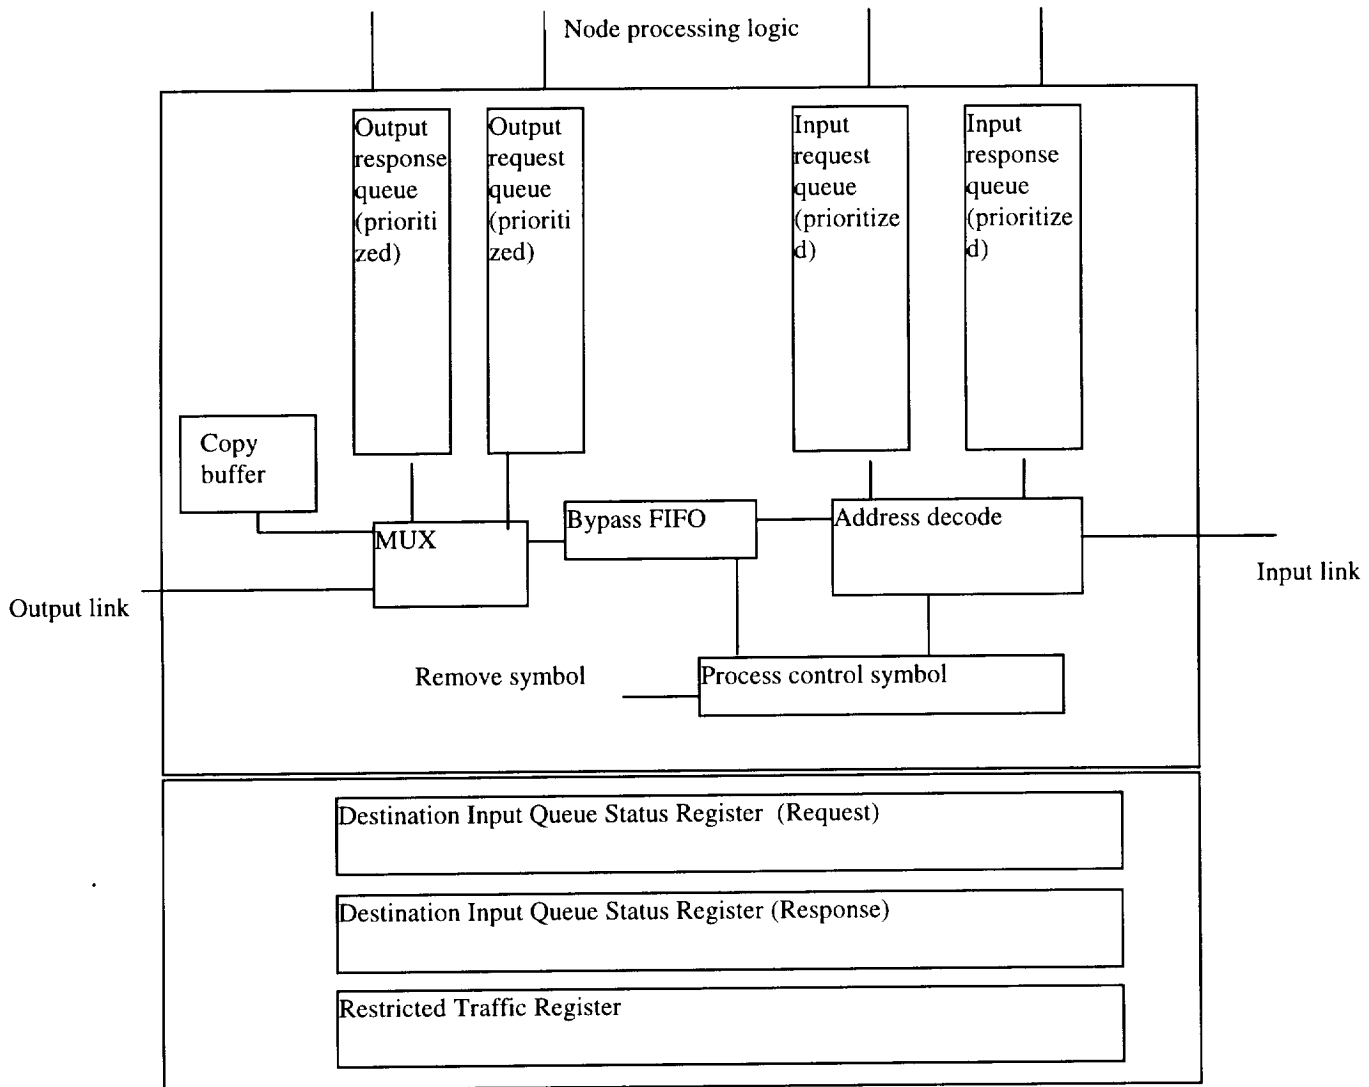 Node processing logic
Output
response
queue
(prioriti
zed)
Output
request
queue
(prioriti
zed)
Input
request
queue
(prioritize
d)
Input
response
queue
(prioritize
d)
Copy
buffer
MUX
Bypass FIFO
Address decode
Input link
Output link
Remove symbol
Process control symbol
Destination Input Queue Status Register (Request)
Destination Input Queue Status Register (Response)
Restricted Traffic Register